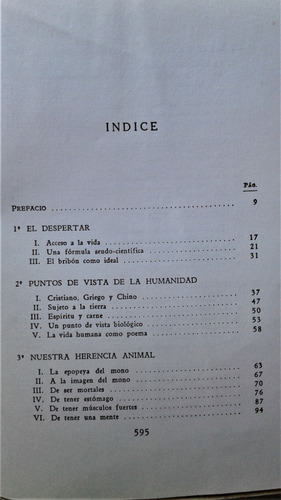 INDICE
Pág.
PREFACIO 9
1º EL DESPERTAR
I. Acceso a la vida 17
II. Una fórmula seudo-científica 21
III. El bribón como ideal 31
2º PUNTOS DE VISTA DE LA HUMANIDAD
I. Cristiano, Griego y Chino 37
II. Sujeto a la tierra 47
III. Espíritu y carne 50
IV. Un punto de vista biológico 53
V. La vida humana como poema 58
3º NUESTRA HERENCIA ANIMAL
I. La epopeya del mono 63
II. A la imagen del mono 67
III. De ser mortales 70
IV. De tener estómago 76
V. De tener músculos fuertes 87
VI. De tener una mente 94
595